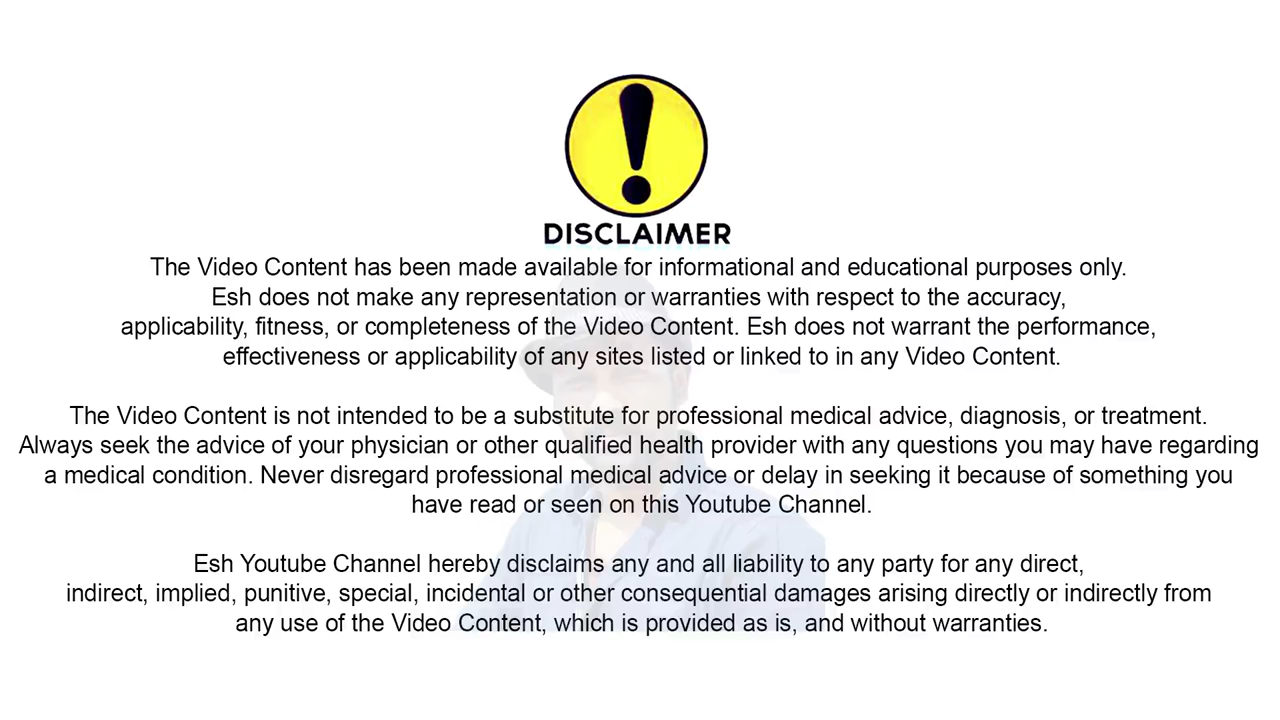 DISCLAIMER
The Video Content has been made available for informational and educational purposes only.
Esh does not make any representation or warranties with respect to the accuracy,
applicability, fitness, or completeness of the Video Content. Esh does not warrant the performance,
effectiveness or applicability of any sites listed or linked to in any Video Content.
The Video Content is not intended to be a substitute for professional medical advice, diagnosis, or treatment.
Always seek the advice of your physician or other qualified health provider with any questions you may have regarding
a medical condition. Never disregard professional medical advice or delay in seeking it because of something you
have read or seen on this Youtube Channel.
Esh Youtube Channel hereby disclaims any and all liability to any party for any direct,
indirect, implied, punitive, special, incidental or other consequential damages arising directly or indirectly from
any use of the Video Content, which is provided as is, and without warranties.